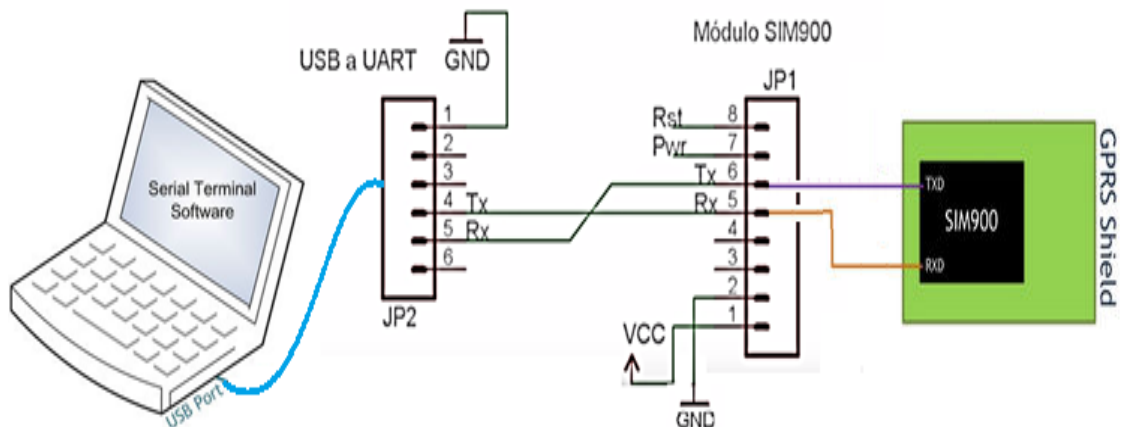 Serial Terminal
Software
USB Port
USB a UART
GND
1
2
3
4
5
6
Tx
Rx
JP2
Módulo SIM900
JP1
Rst
Pwr
Tx
Rx
8
7
6
5
4
3
2
1
VCC
GND
TXD
SIM900
RXD
GPRS Shield